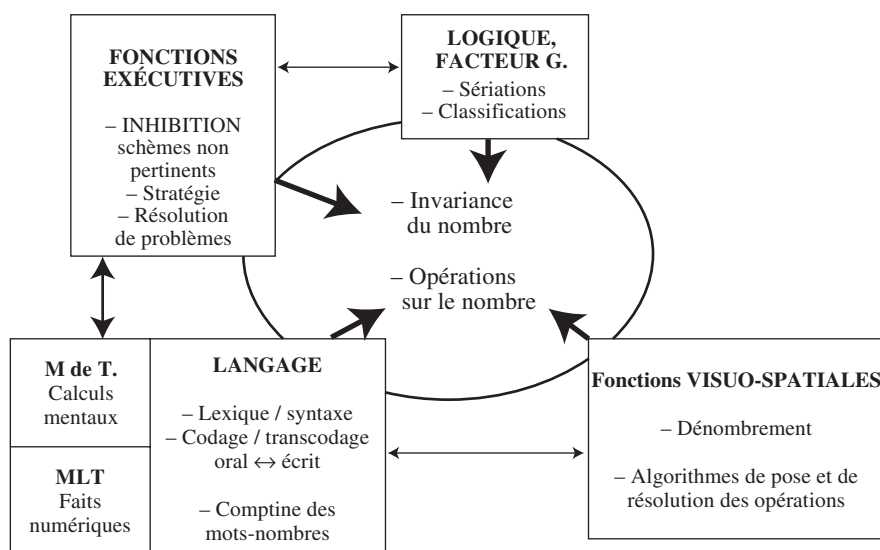 FONCTIONS
EXÉCUTIVES
– INHIBITION
schèmes non
pertinents
– Stratégie
– Résolution
de problèmes
LOGIQUE,
FACTEUR G.
– Sériations
– Classifications
– Invariance
du nombre
– Opérations
sur le nombre
M de T.
Calculs
mentaux
MLT
Faits
numériques
LANGAGE
– Lexique / syntaxe
– Codage / transcodage
oral ↔ écrit
– Comptine des
mots-nombres
Fonctions VISUO-SPATIALES
– Dénombrement
– Algorithmes de pose et de
résolution des opérations